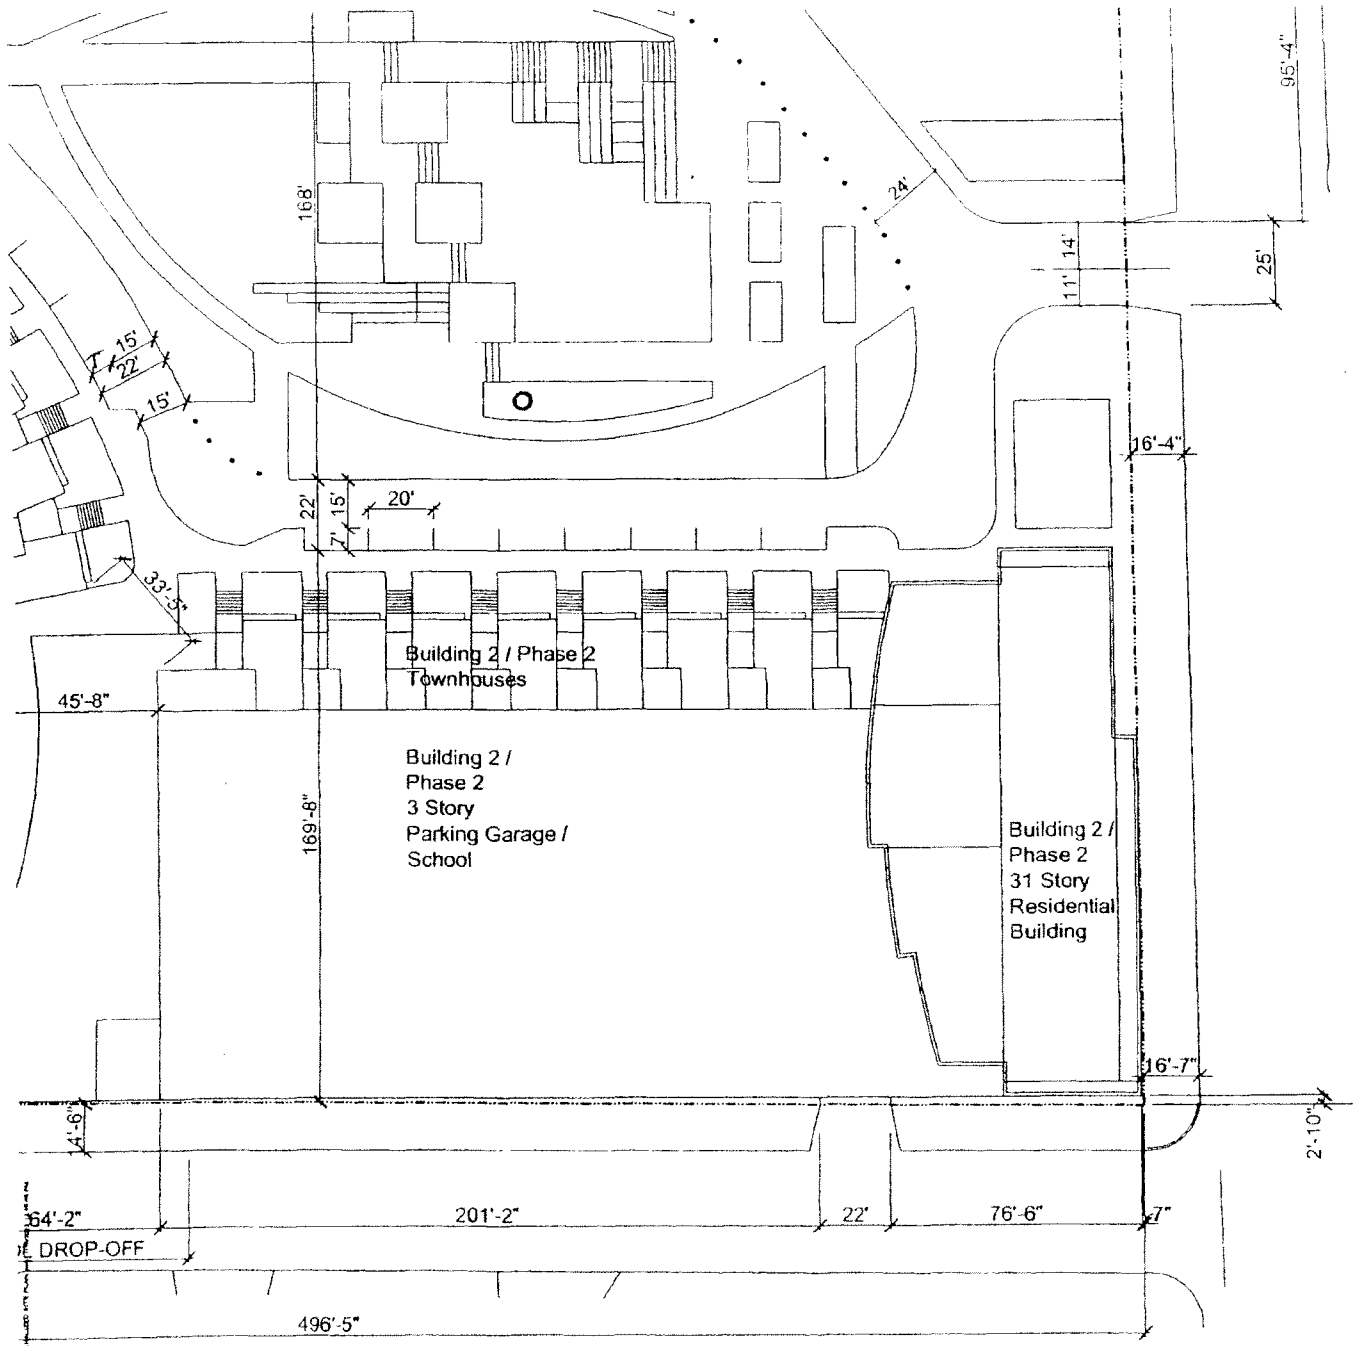 95'-4"
168'
24'
14'
11'
25'
15'
1'
22'
15'
16'-4"
22'
15'
7'
20'
33'-5"
Building 2 / Phase 2
Townhouses
45'-8"
169'-8"
Building 2 /
Phase 2
3 Story
Parking Garage /
School
Building 2 /
Phase 2
31 Story
Residential
Building
16'-7"
14'-6"
2'-10"
64'-2"
201'-2"
22'
76'-6"
7"
DROP-OFF
496'-5"